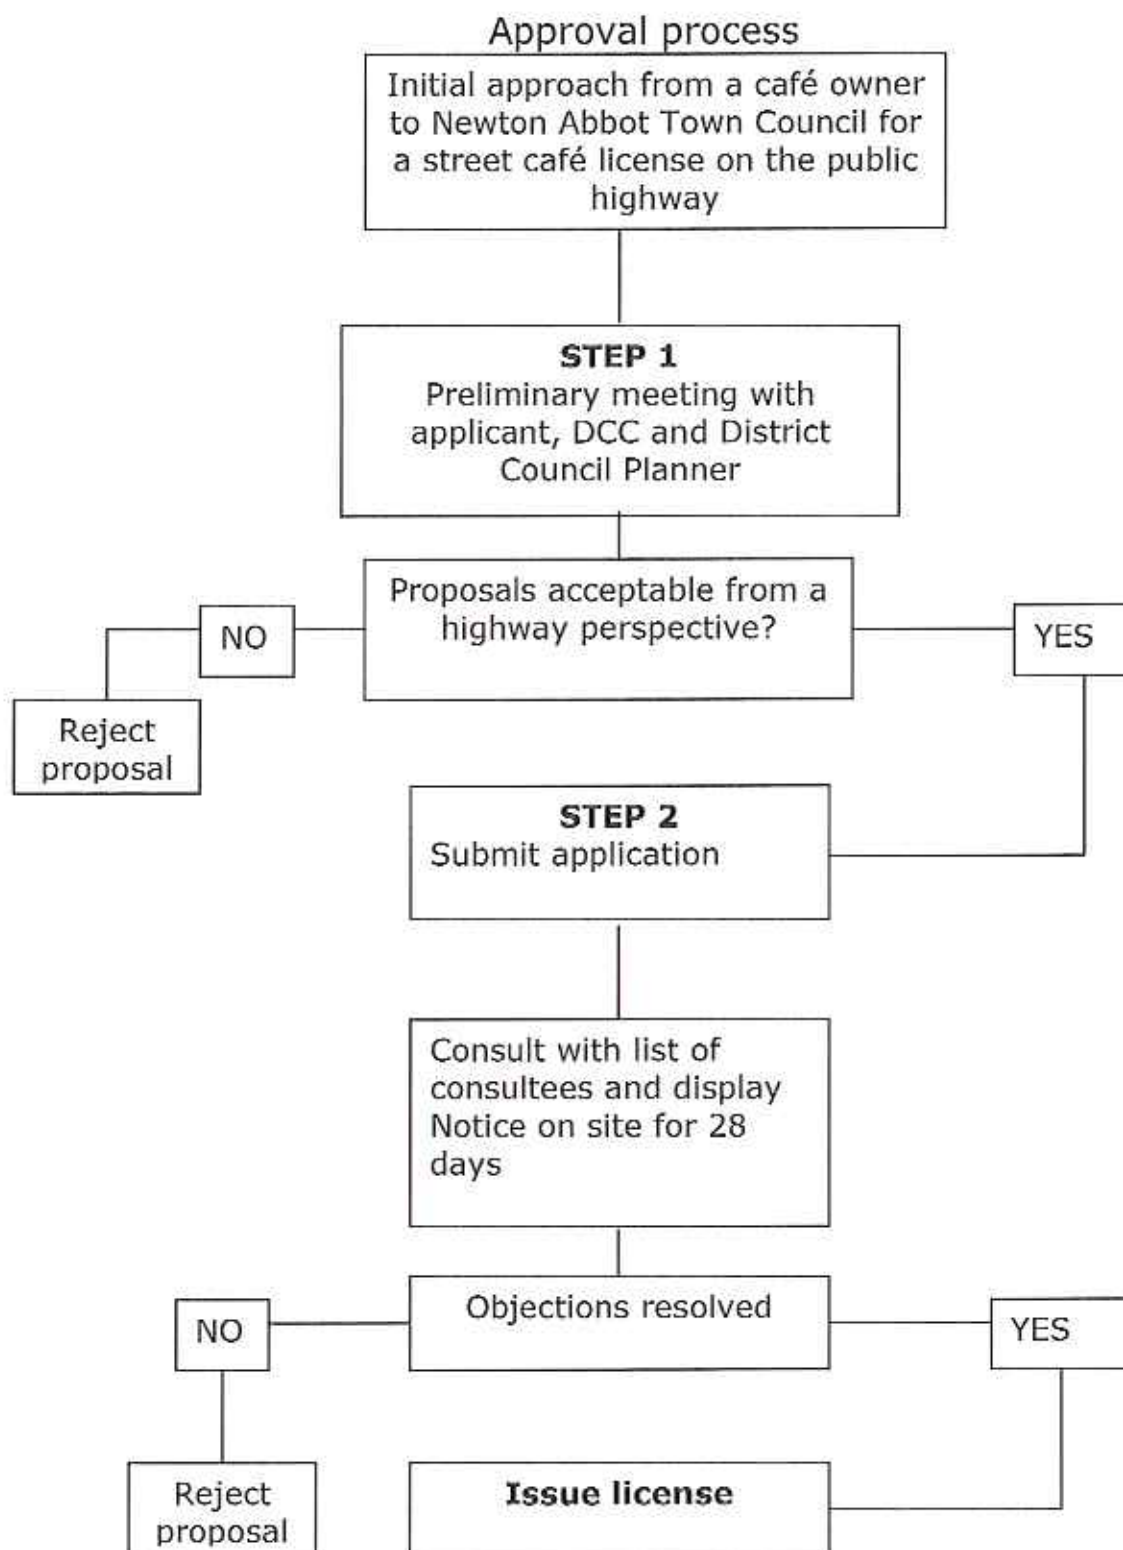 Approval process
Initial approach from a café owner
to Newton Abbot Town Council for
a street café license on the public
highway
STEP 1
Preliminary meeting with
applicant, DCC and District
Council Planner
Proposals acceptable from a
highway perspective?
NO
YES
Reject
proposal
STEP 2
Submit application
Consult with list of
consultees and display
Notice on site for 28
days
Objections resolved
NO
YES
Reject
proposal
Issue license